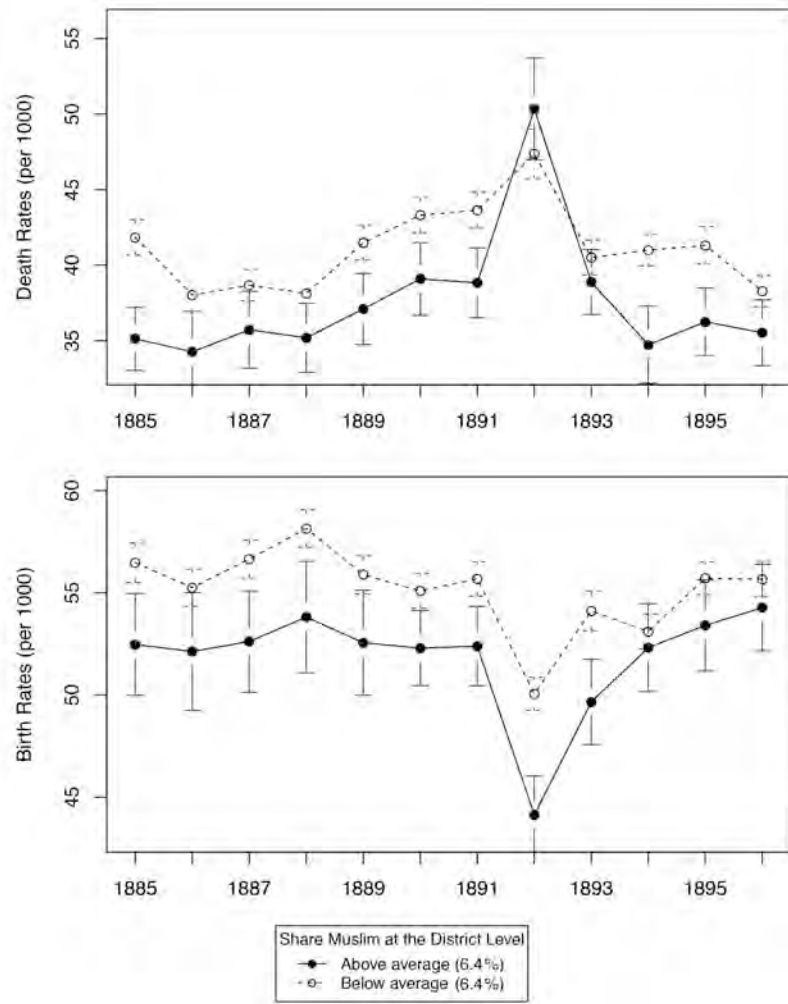 Death Rates (per 1000)
55
50
45
40
35
1885 1887 1889 1891 1893 1895
Birth Rates (per 1000)
60
55
50
45
1885 1887 1889 1891 1893 1895
Share Muslim at the District Level
Above average (6.4%)
Below average (6.4%)